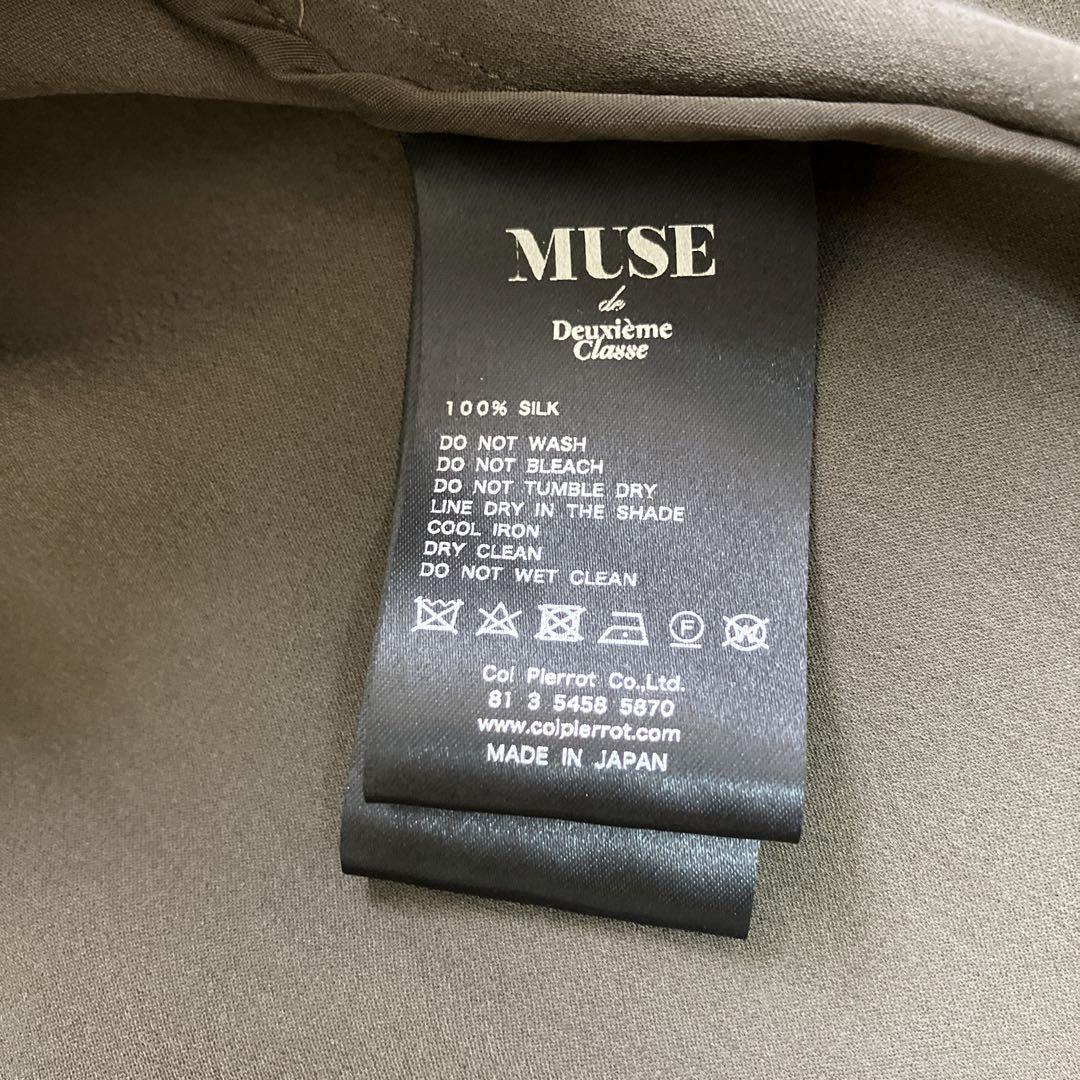 MUSE
de
Deuxième
Classe
100% SILK
DO NOT WASH
DO NOT BLEACH
DO NOT TUMBLE DRY
LINE DRY IN THE SHADE
COOL IRON
DRY CLEAN
DO NOT WET CLEAN
F W
Col Pierrot Co.,Ltd.
81 3 5458 5870
www.colpierrot.com
MADE IN JAPAN